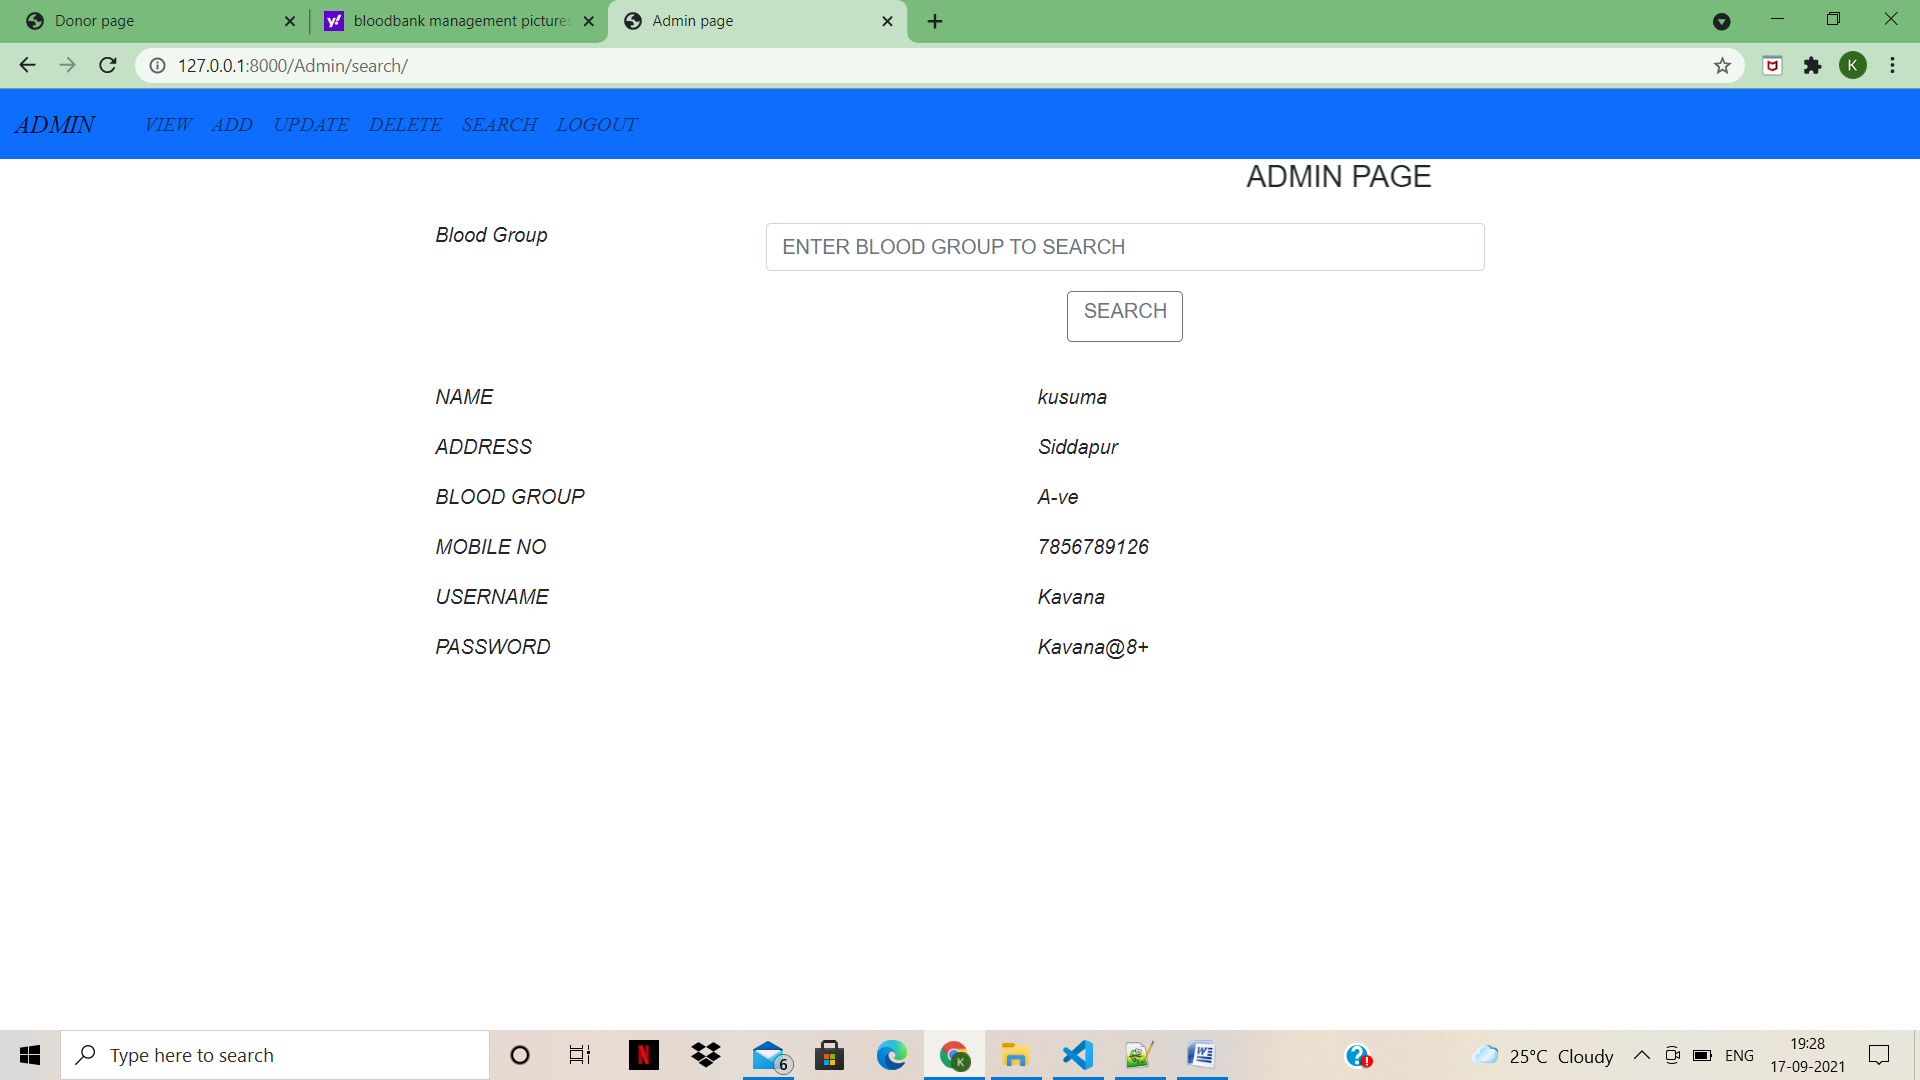 Donor page
bloodbank management pictures
Admin page
127.0.0.1:8000/Admin/search/
K
ADMIN VIEW ADD UPDATE DELETE SEARCH LOGOUT
ADMIN PAGE
Blood Group
ENTER BLOOD GROUP TO SEARCH
SEARCH
NAME kusuma
ADDRESS Siddapur
BLOOD GROUP A-ve
MOBILE NO 7856789126
USERNAME Kavana
PASSWORD Kavana@8+
Type here to search
6
K
25°C Cloudy
ENG
19:28
17-09-2021